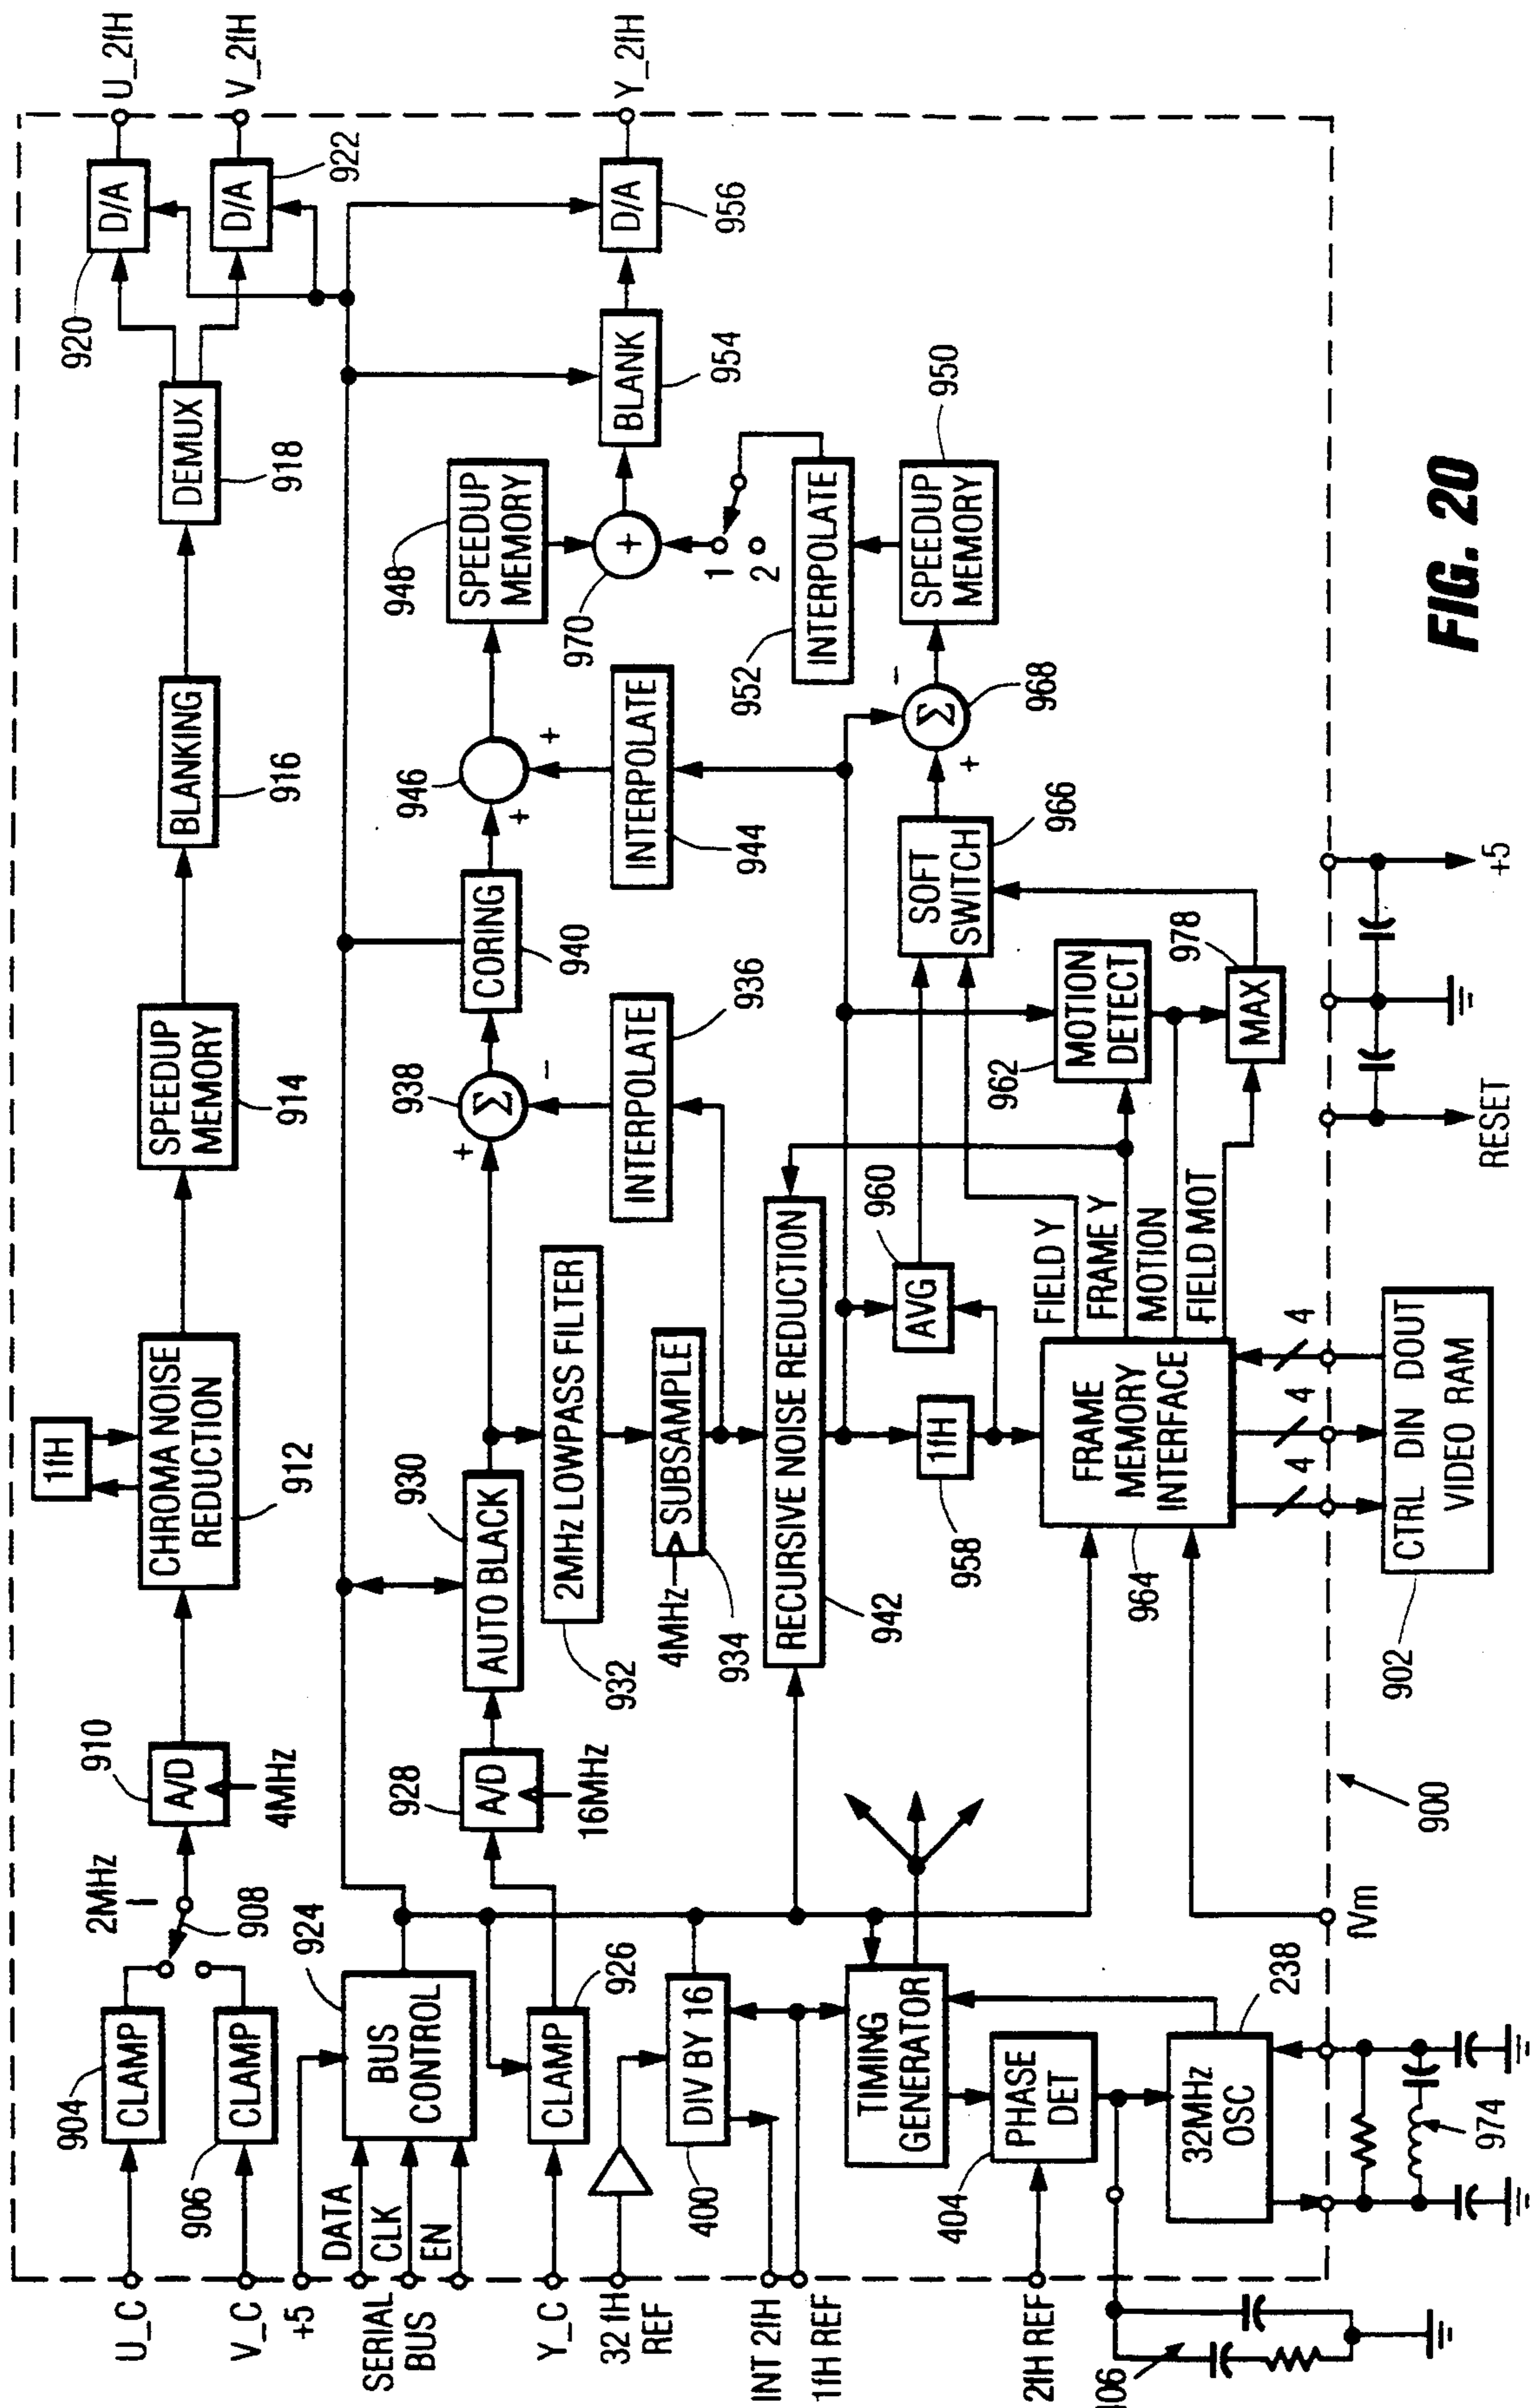 U_C
904
CLAMP
V_C
906
CLAMP
2MHz
908
910
A/D
4MHz
1fH
CHROMA NOISE
REDUCTION
912
SPEEDUP
MEMORY
914
BLANKING
916
DEMUX
918
920
D/A
U_2fH
D/A
922
V_2fH
+5
SERIAL
BUS
DATA
CLK
EN
924
BUS
CONTROL
Y_C
CLAMP
926
928
A/D
16MHz
930
AUTO BLACK
938
+
Σ
−
CORING
940
946
+
+
948
SPEEDUP
MEMORY
970
+
BLANK
954
D/A
956
Y_2fH
932
2MHz LOWPASS FILTER
INTERPOLATE
936
INTERPOLATE
944
1
2
952
INTERPOLATE
4MHz
SUBSAMPLE
934
32 fH
REF
400
DIV BY 16
INT 2fH
1fH REF
RECURSIVE NOISE REDUCTION
942
TIMING
GENERATOR
960
AVG
1fH
958
SOFT
SWITCH
966
+
Σ
−
968
SPEEDUP
MEMORY
950
2fH REF
404
PHASE
DET
FRAME
MEMORY
INTERFACE
964
FIELD Y
FRAME Y
MOTION
FIELD MOT
962
MOTION
DETECT
MAX
978
32MHz
OSC
238
fVm
900
4
4
4
CTRL DIN DOUT
VIDEO RAM
902
RESET
+5
974
FIG. 20